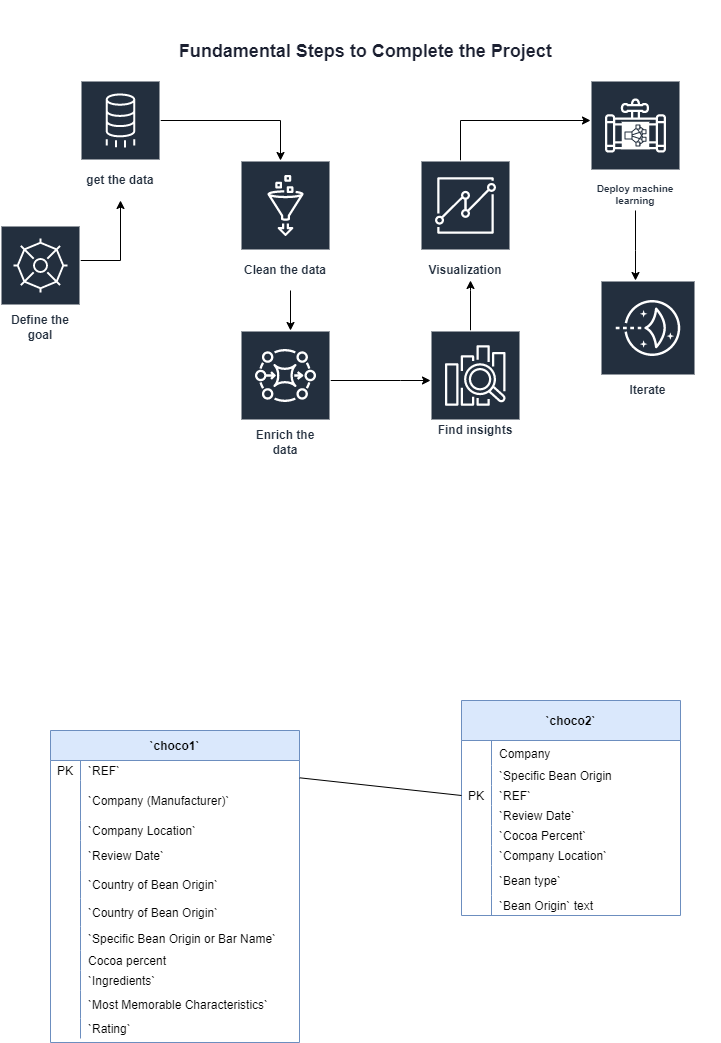 Fundamental Steps to Complete the Project
get the data
Define the
goal
Clean the data
Enrich the
data
Find insights
Visualization
Deploy machine
learning
Iterate
`choco1`
PK `REF`
`Company (Manufacturer)`
`Company Location`
`Review Date`
`Country of Bean Origin`
`Country of Bean Origin`
`Specific Bean Origin or Bar Name`
Cocoa percent
`Ingredients`
`Most Memorable Characteristics`
`Rating`
`choco2`
Company
`Specific Bean Origin
PK `REF`
`Review Date`
`Cocoa Percent`
`Company Location`
`Bean type`
`Bean Origin` text